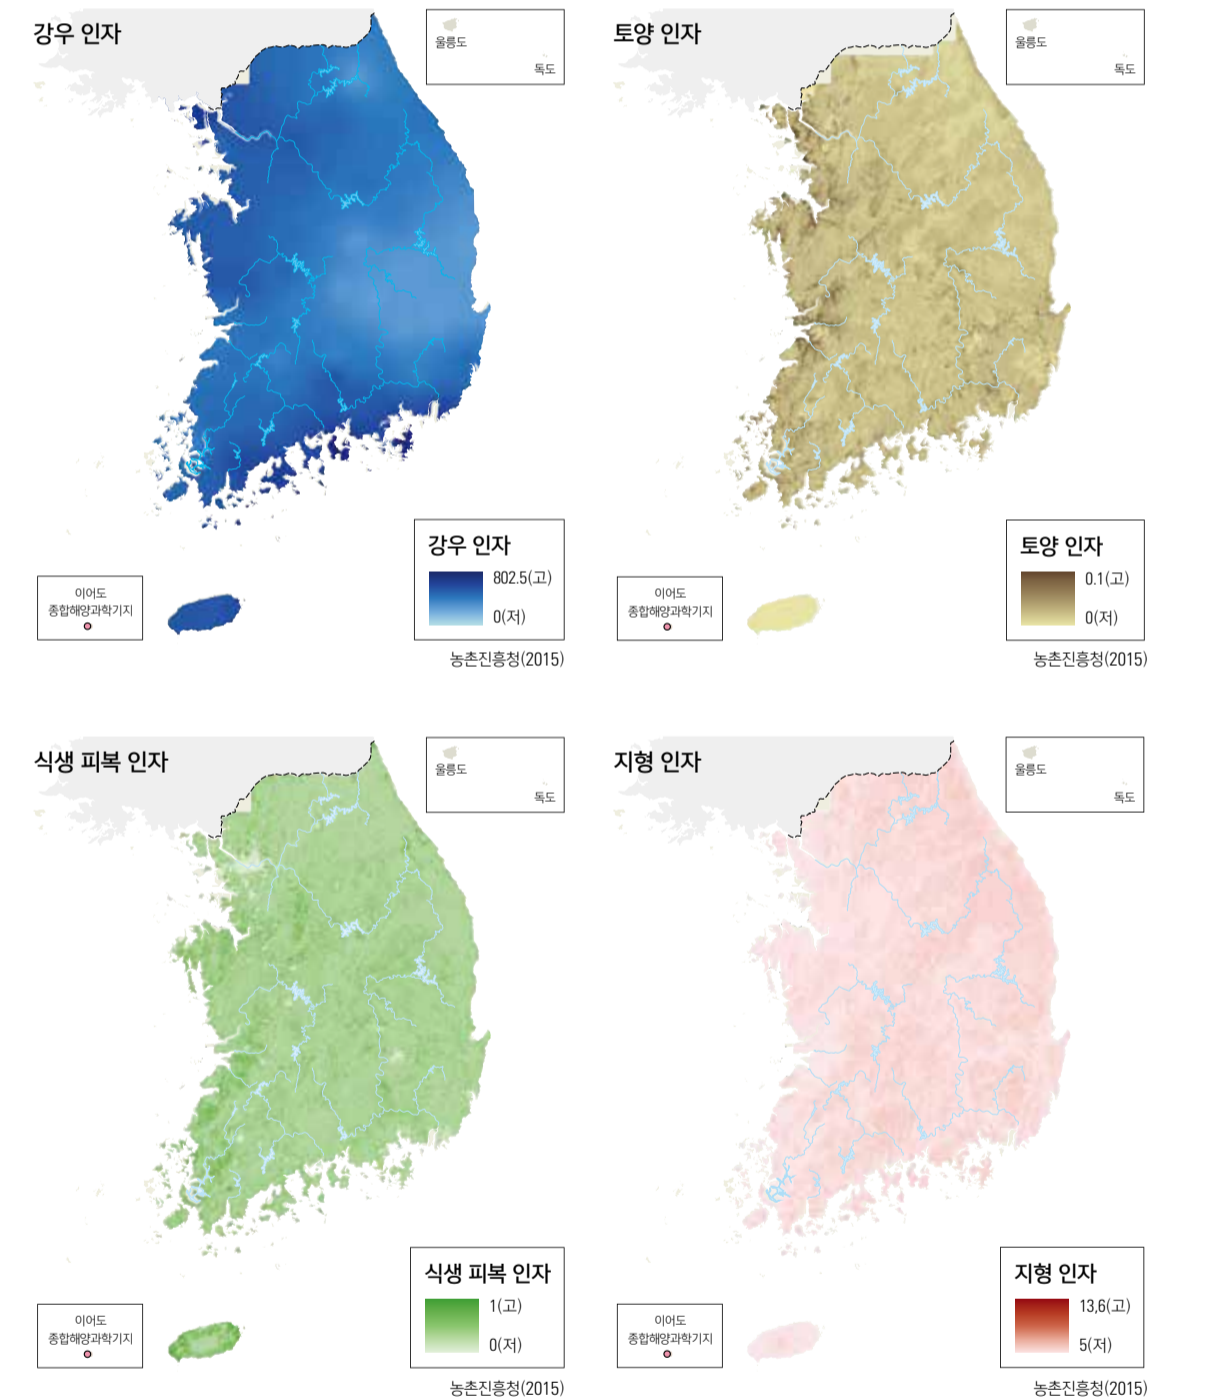 강우 인자
울릉도
독도
강우 인자
802.5(고)
0(저)
이어도
종합해양과학기지
농촌진흥청(2015)
토양 인자
울릉도
독도
토양 인자
0.1(고)
0(저)
이어도
종합해양과학기지
농촌진흥청(2015)
식생 피복 인자
울릉도
독도
식생 피복 인자
1(고)
0(저)
이어도
종합해양과학기지
농촌진흥청(2015)
지형 인자
울릉도
독도
지형 인자
13,6(고)
5(저)
이어도
종합해양과학기지
농촌진흥청(2015)